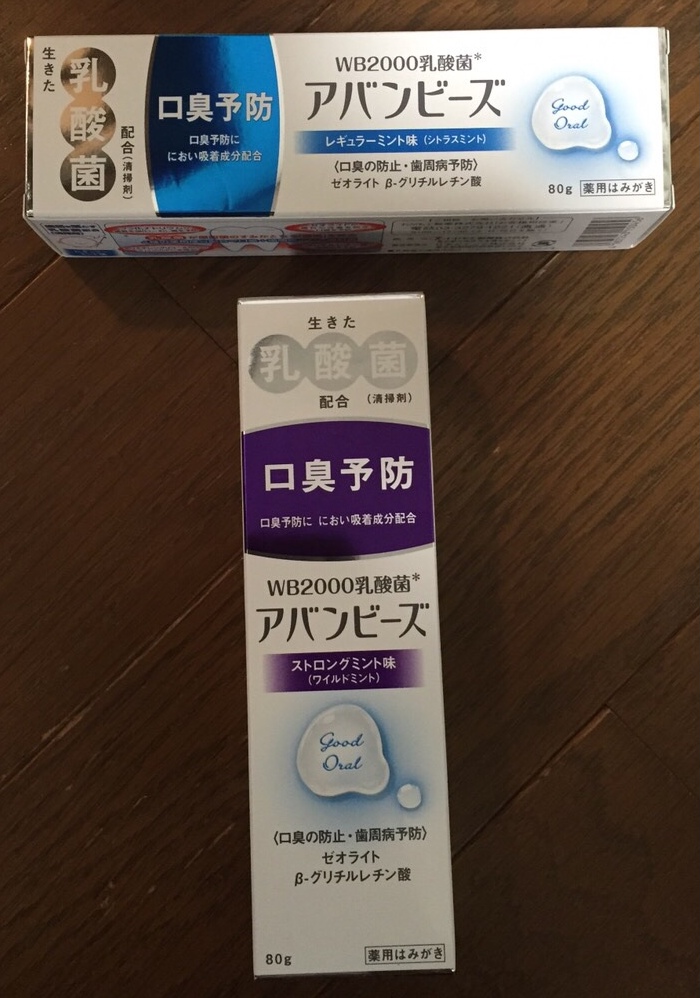 生きた
乳酸菌
配合(清掃剤)
口臭予防
口臭予防に
におい吸着成分配合
WB2000乳酸菌*
アバンビーズ
レギュラーミント味(シトラスミント)
〈口臭の防止・歯周病予防〉
ゼオライト β-グリチルレチン酸
80g 薬用はみがき
Good
Oral
生きた
乳酸菌
配合 (清掃剤)
口臭予防
口臭予防に におい吸着成分配合
WB2000乳酸菌*
アバンビーズ
ストロングミント味
(ワイルドミント)
Good
Oral
〈口臭の防止・歯周病予防〉
ゼオライト
β-グリチルレチン酸
80g 薬用はみがき